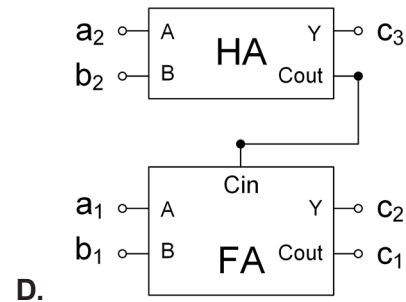 a₂ A HA Y c₃
b₂ B Cout
Cin
a₁ A Y c₂
b₁ B FA Cout c₁
D.